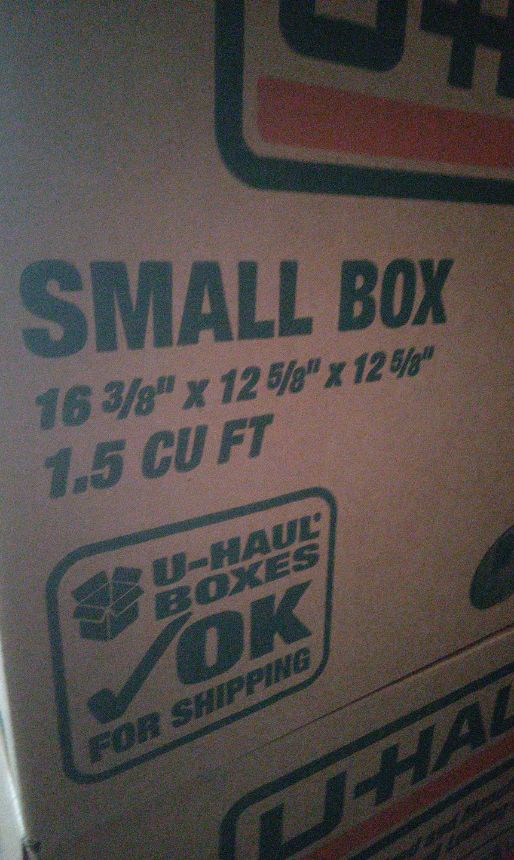 SMALL BOX
16 3/8" X 12 5/8" X 12 5/8"
1.5 CU FT
U-HAUL®
BOXES
OK
FOR SHIPPING
U-HAUL